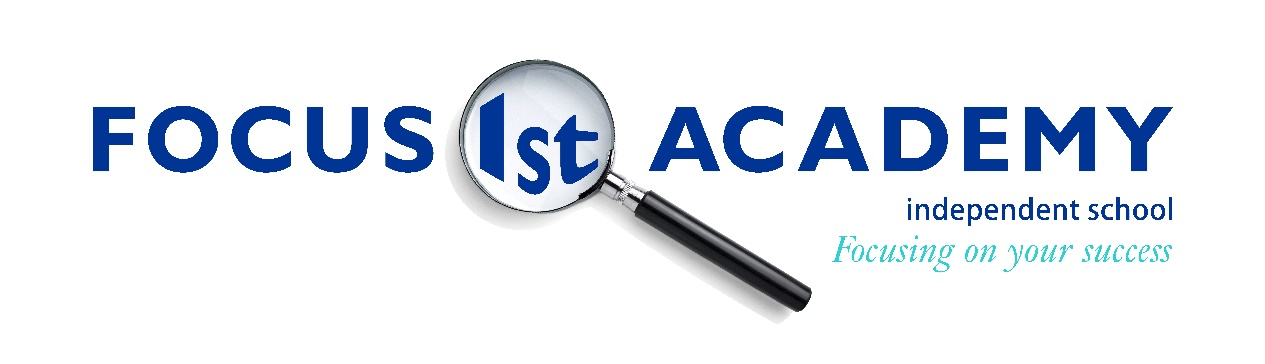 FOCUS 1st ACADEMY
independent school
Focusing on your success